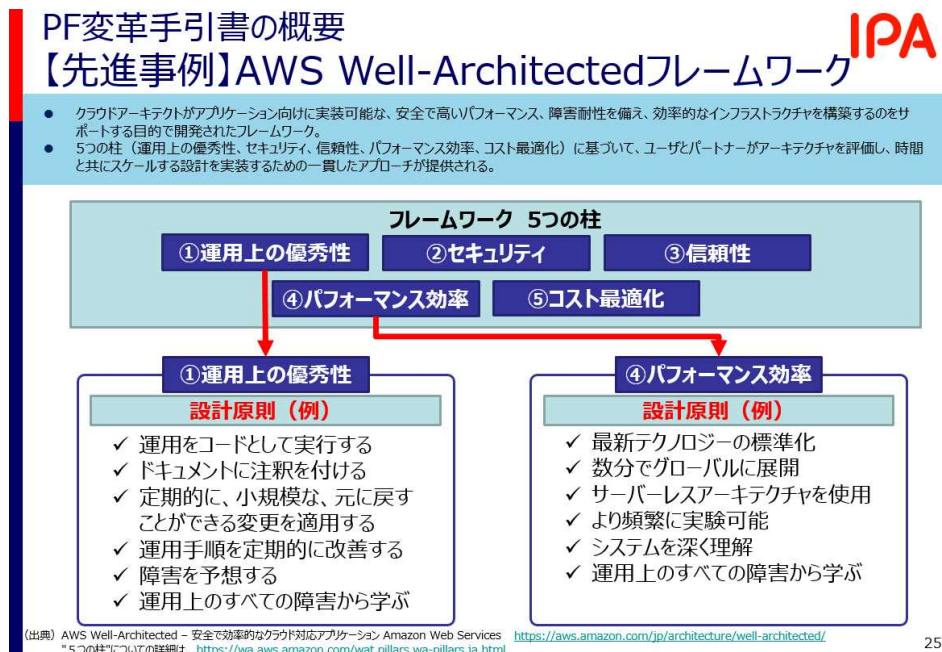 PF変革手引書の概要
【先進事例】AWS Well-Architectedフレームワーク
IPA
● クラウドアーキテクトがアプリケーション向けに実装可能な、安全で高いパフォーマンス、障害耐性を備え、効率的なインフラストラクチャを構築するのをサ
ポートする目的で開発されたフレームワーク。
● 5つの柱（運用上の優秀性、セキュリティ、信頼性、パフォーマンス効率、コスト最適化）に基づいて、ユーザとパートナーがアーキテクチャを評価し、時間
と共にスケールする設計を実装するための一貫したアプローチが提供される。
フレームワーク 5つの柱
①運用上の優秀性
②セキュリティ
③信頼性
④パフォーマンス効率
⑤コスト最適化
①運用上の優秀性
設計原則（例）
✓ 運用をコードとして実行する
✓ ドキュメントに注釈を付ける
✓ 定期的に、小規模な、元に戻す
ことができる変更を適用する
✓ 運用手順を定期的に改善する
✓ 障害を予想する
✓ 運用上のすべての障害から学ぶ
④パフォーマンス効率
設計原則（例）
✓ 最新テクノロジーの標準化
✓ 数分でグローバルに展開
✓ サーバーレスアーキテクチャを使用
✓ より頻繁に実験可能
✓ システムを深く理解
✓ 運用上のすべての障害から学ぶ
（出典）AWS Well-Architected – 安全で効率的なクラウド対応アプリケーション Amazon Web Services https://aws.amazon.com/jp/architecture/well-architected/
"５つの柱"についての詳細は、https://wa.aws.amazon.com/wat.pillars.wa-pillars.ja.html
25